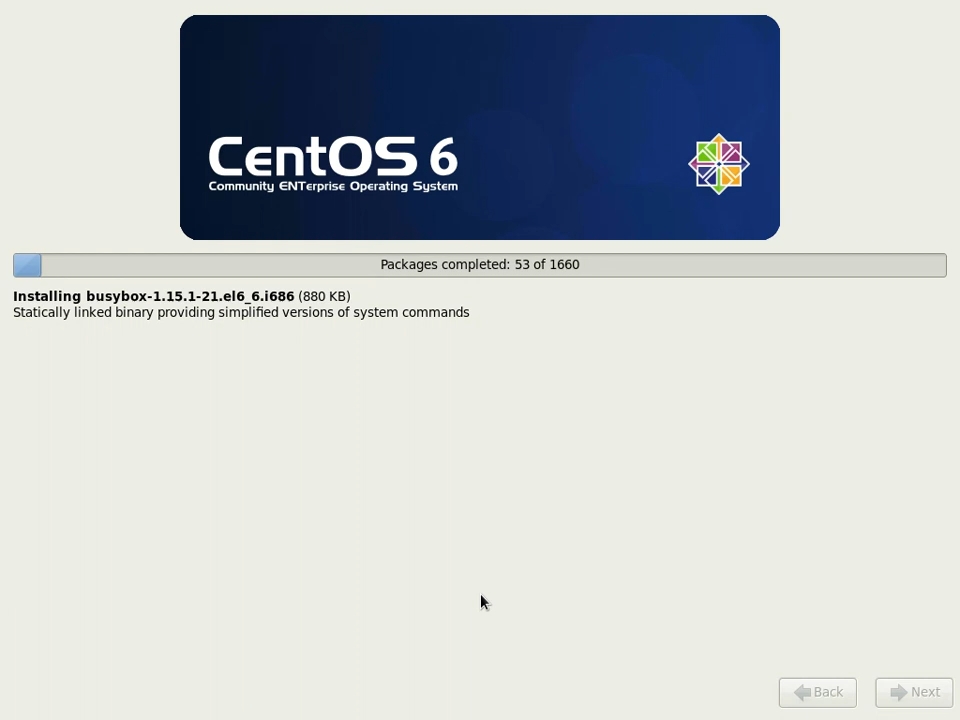 CentOS 6
Community ENTerprise Operating System
Packages completed: 53 of 1660
Installing busybox-1.15.1-21.el6_6.i686 (880 KB)
Statically linked binary providing simplified versions of system commands
Back
Next